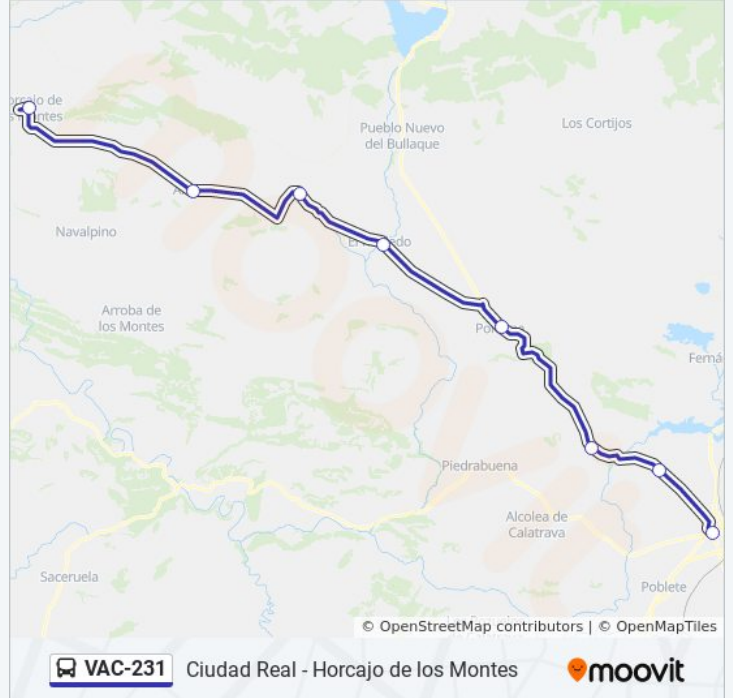 Los Cortijos
Pueblo Nuevo
del Bullaque
Navalpino
Arroba de
los Montes
Piedrabuena
Alcolea de
Calatrava
Saceruela
Poblete
© OpenStreetMap contributors | © OpenMapTiles
VAC-231 Ciudad Real - Horcajo de los Montes
moovit